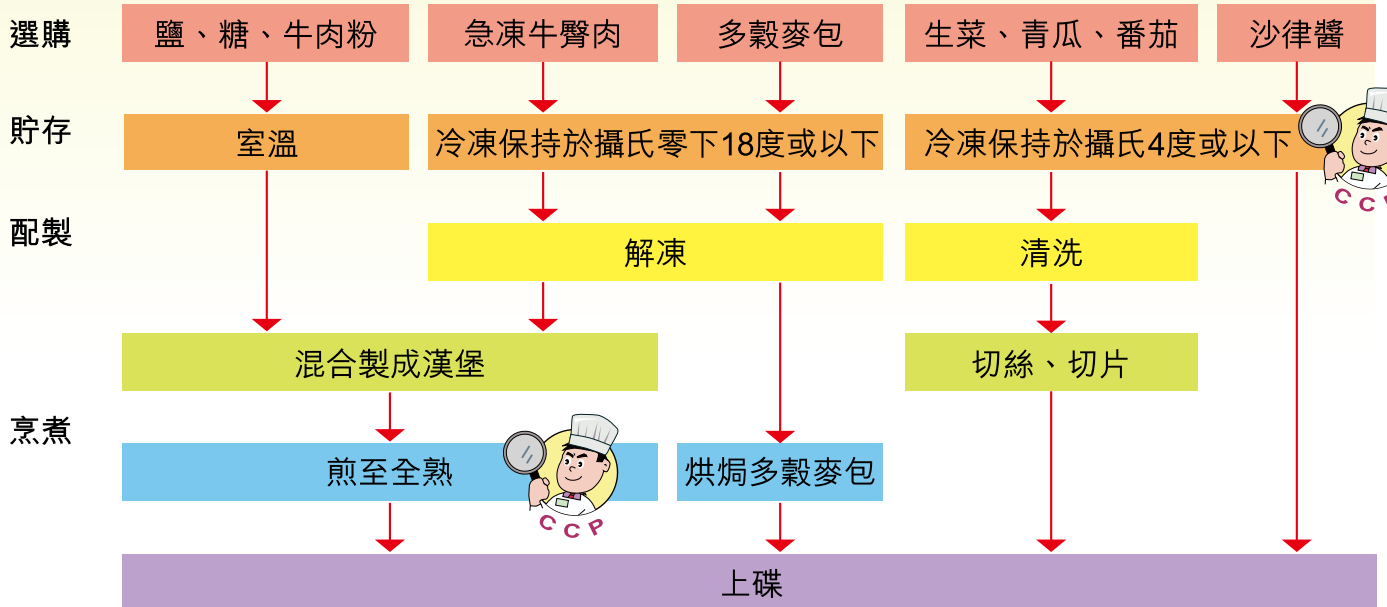 選購
鹽、糖、牛肉粉
急凍牛臀肉
多穀麥包
生菜、青瓜、番茄
沙律醬
貯存
室溫
冷凍保持於攝氏零下18度或以下
冷凍保持於攝氏4度或以下
CCP
配製
解凍
清洗
混合製成漢堡
切絲、切片
烹煮
煎至全熟
CCP
烘焗多穀麥包
上碟